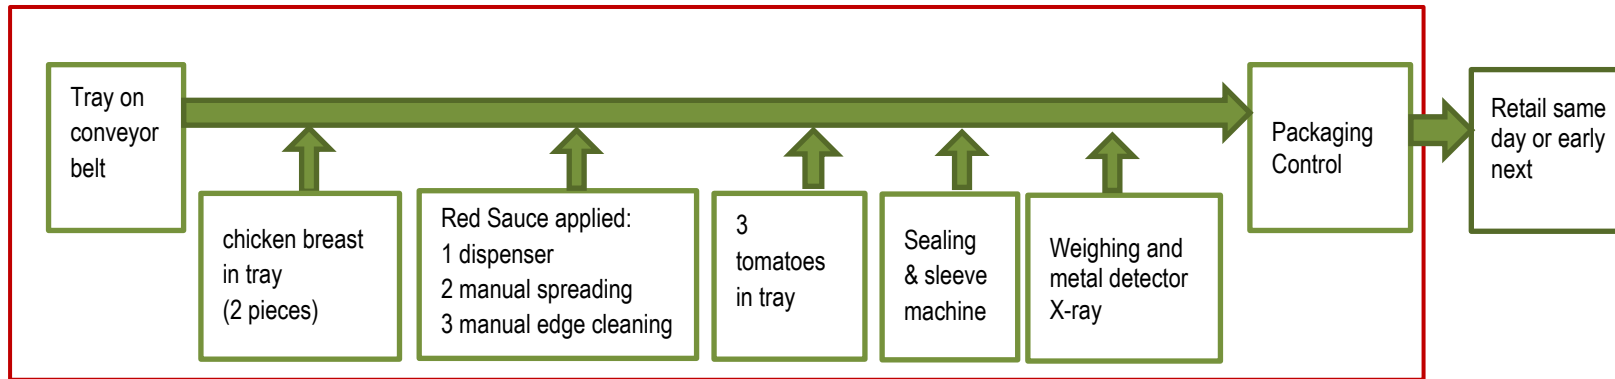 Tray on
conveyor
belt
chicken breast
in tray
(2 pieces)
Red Sauce applied:
1 dispenser
2 manual spreading
3 manual edge cleaning
3
tomatoes
in tray
Sealing
& sleeve
machine
Weighing and
metal detector
X-ray
Packaging
Control
Retail same
day or early
next